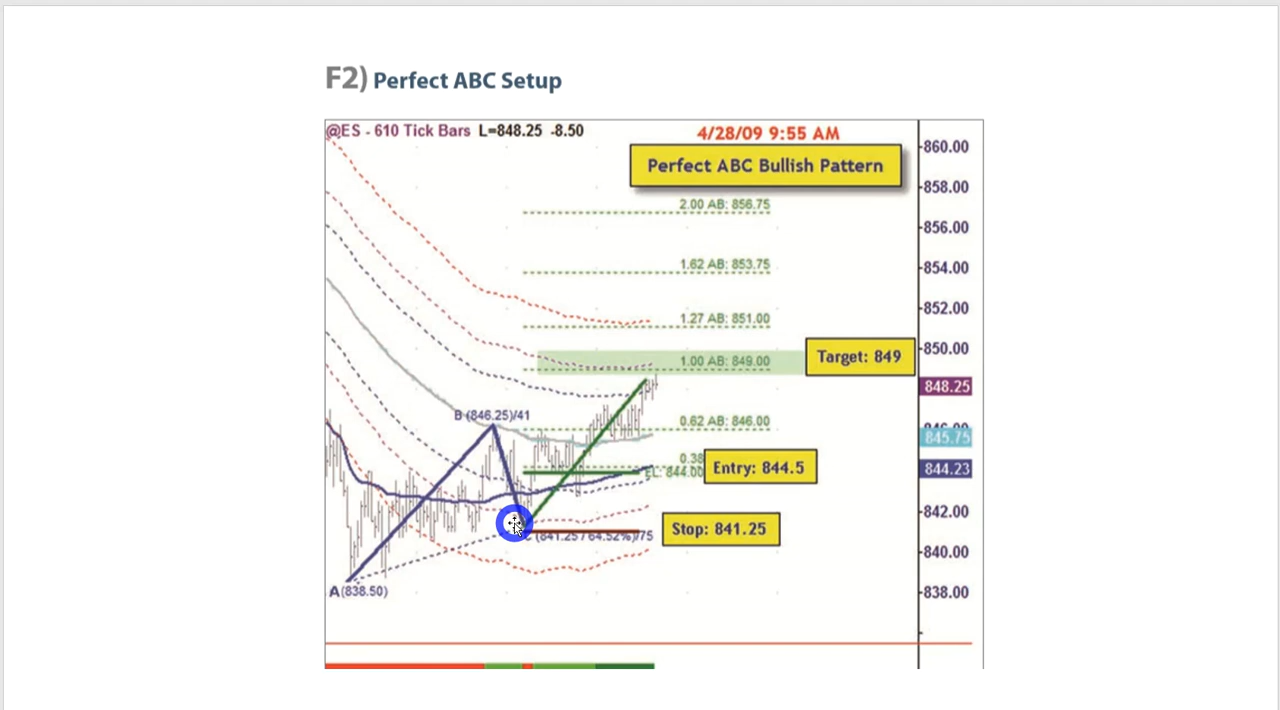 F2) Perfect ABC Setup
@ES - 610 Tick Bars L=848.25 -8.50
4/28/09 9:55 AM
860.00
Perfect ABC Bullish Pattern
858.00
2.00 AB: 856.75
856.00
1.62 AB: 853.75
854.00
852.00
1.27 AB: 851.00
850.00
1.00 AB: 849.00
Target: 849
848.25
B (846.25)/41
0.62 AB: 846.00
846.00
845.75
0.38
EL: 844.00
Entry: 844.5
844.23
842.00
Stop: 841.25
C (841.25 / 64.52%)/75
840.00
A(838.50)
838.00